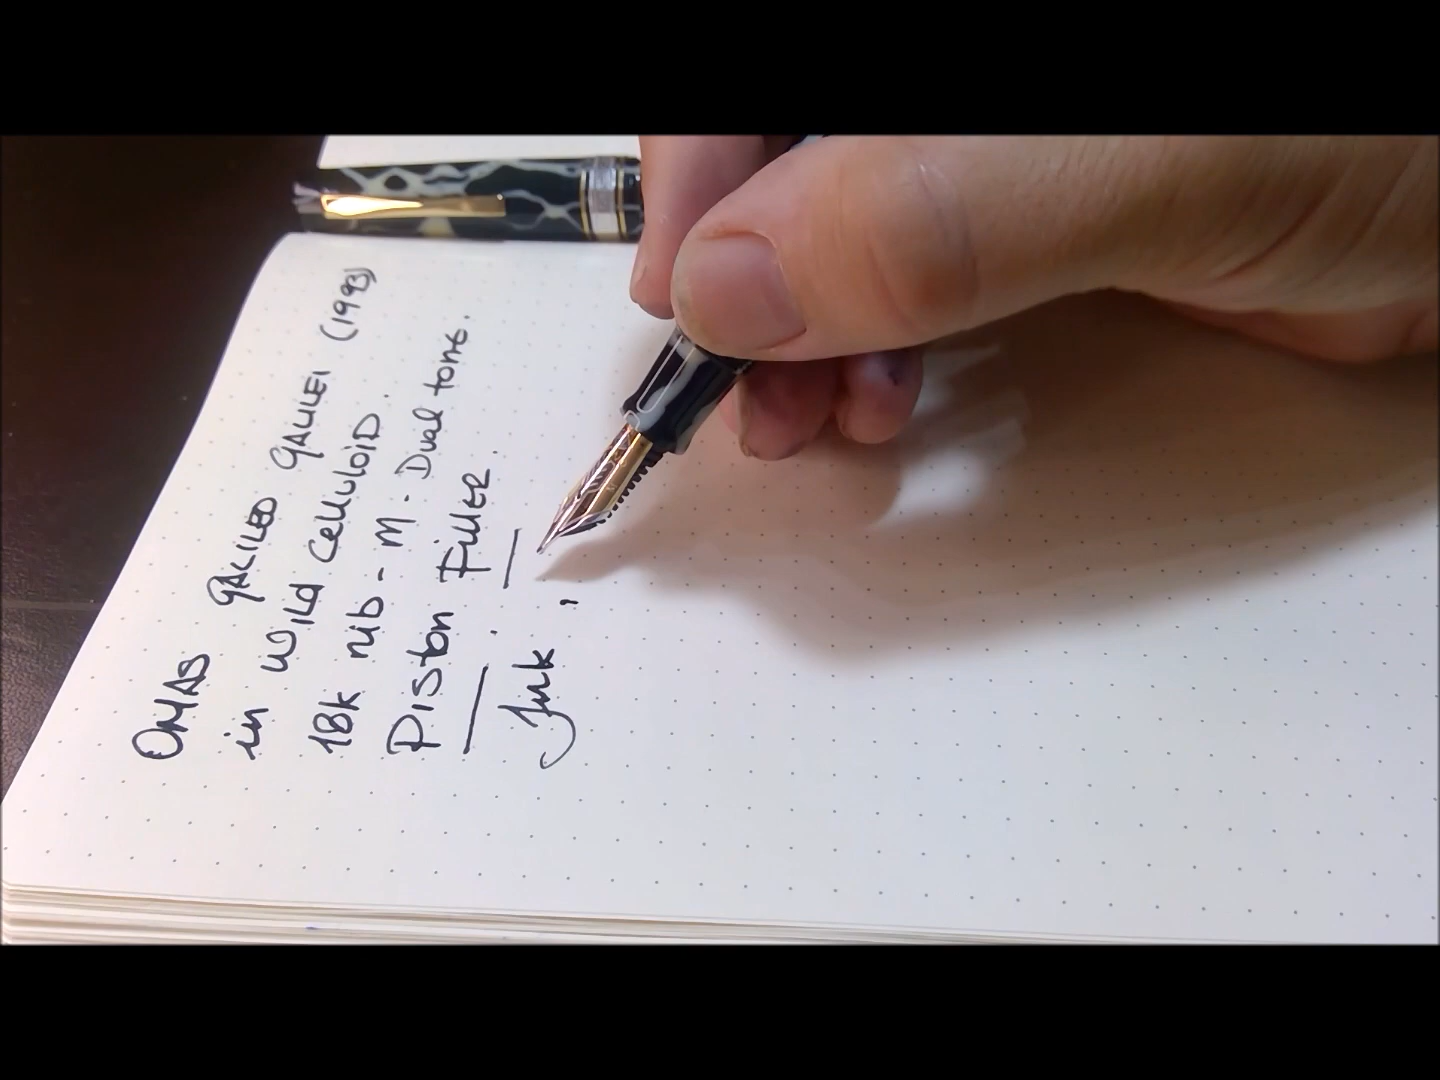 OMAS GALILEO GALILEI (1993)
in Wild Celluloid.
18k nib - M - Dual tone.
Piston Filler.
Ink